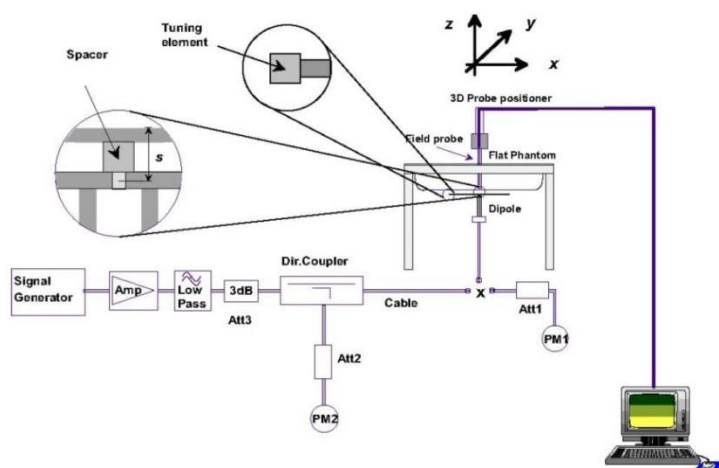 Tuning
element
Spacer
s
z
y
x
3D Probe positioner
Field probe
Flat Phantom
Dipole
Signal
Generator
Amp
Low
Pass
3dB
Att3
Dir.Coupler
Cable
x
Att1
PM1
Att2
PM2